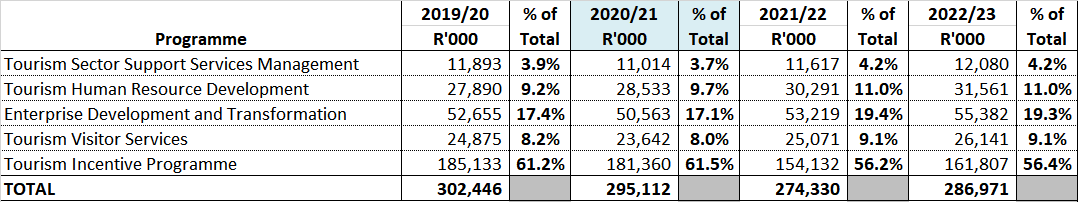 2019/20 % of 2020/21 % of 2021/22 % of 2022/23 % of
Programme R'000 Total R'000 Total R'000 Total R'000 Total
Tourism Sector Support Services Management 11,893 3.9% 11,014 3.7% 11,617 4.2% 12,080 4.2%
Tourism Human Resource Development 27,890 9.2% 28,533 9.7% 30,291 11.0% 31,561 11.0%
Enterprise Development and Transformation 52,655 17.4% 50,563 17.1% 53,219 19.4% 55,382 19.3%
Tourism Visitor Services 24,875 8.2% 23,642 8.0% 25,071 9.1% 26,141 9.1%
Tourism Incentive Programme 185,133 61.2% 181,360 61.5% 154,132 56.2% 161,807 56.4%
TOTAL 302,446 295,112 274,330 286,971